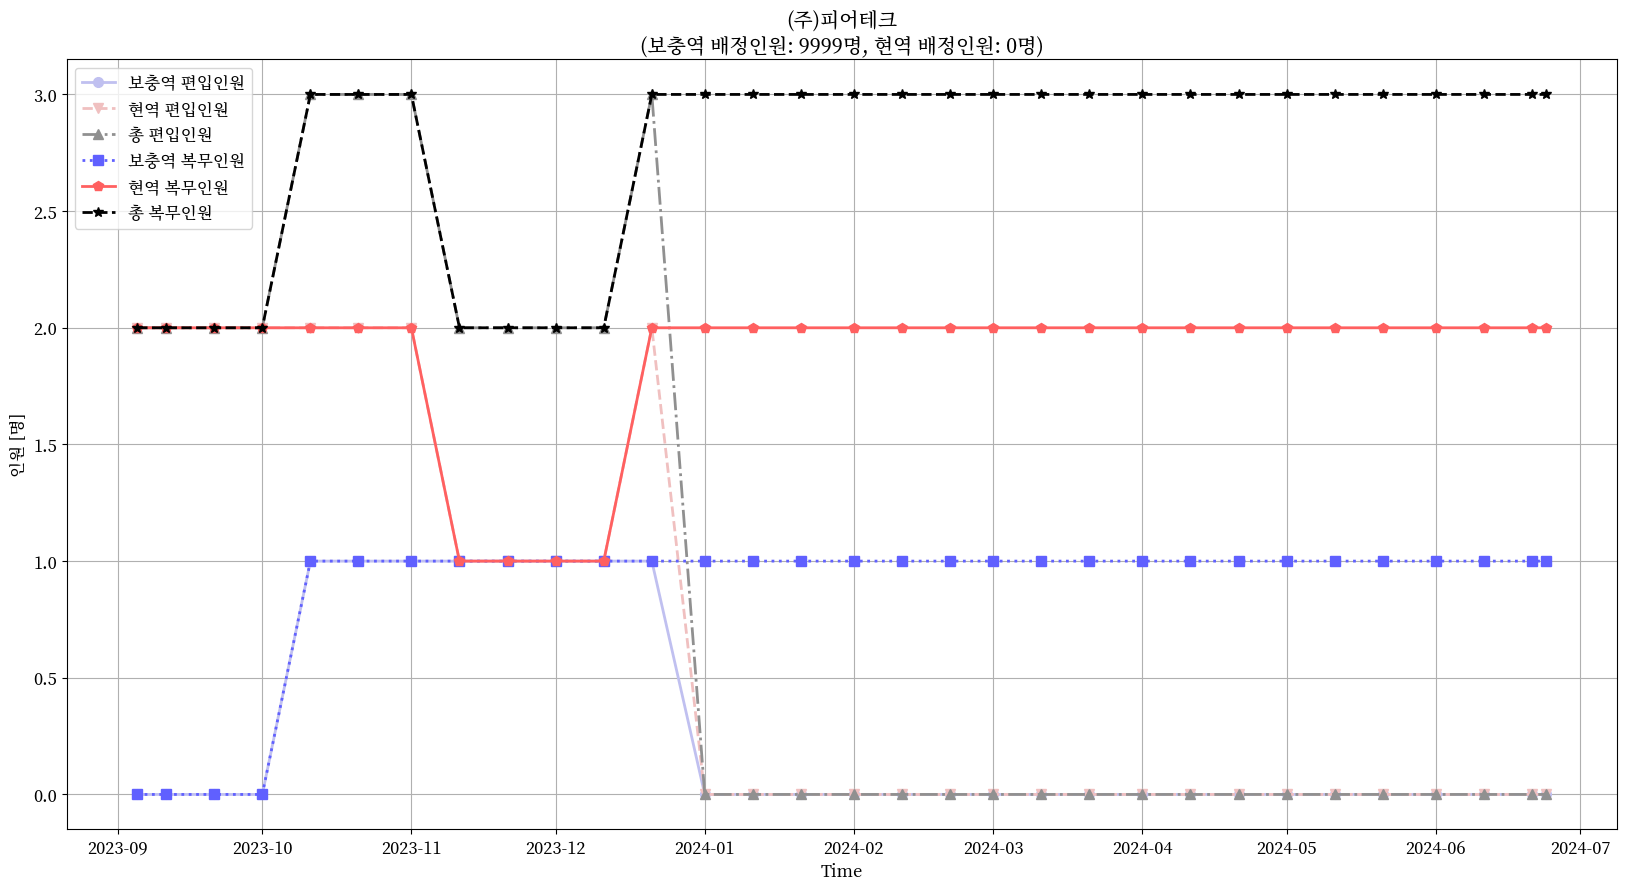 (주)피어테크
(보충역 배정인원: 9999명, 현역 배정인원: 0명)
보충역 편입인원
현역 편입인원
총 편입인원
보충역 복무인원
현역 복무인원
총 복무인원
인원 [명]
3.0
2.5
2.0
1.5
1.0
0.5
0.0
2023-09 2023-10 2023-11 2023-12 2024-01 2024-02 2024-03 2024-04 2024-05 2024-06 2024-07
Time